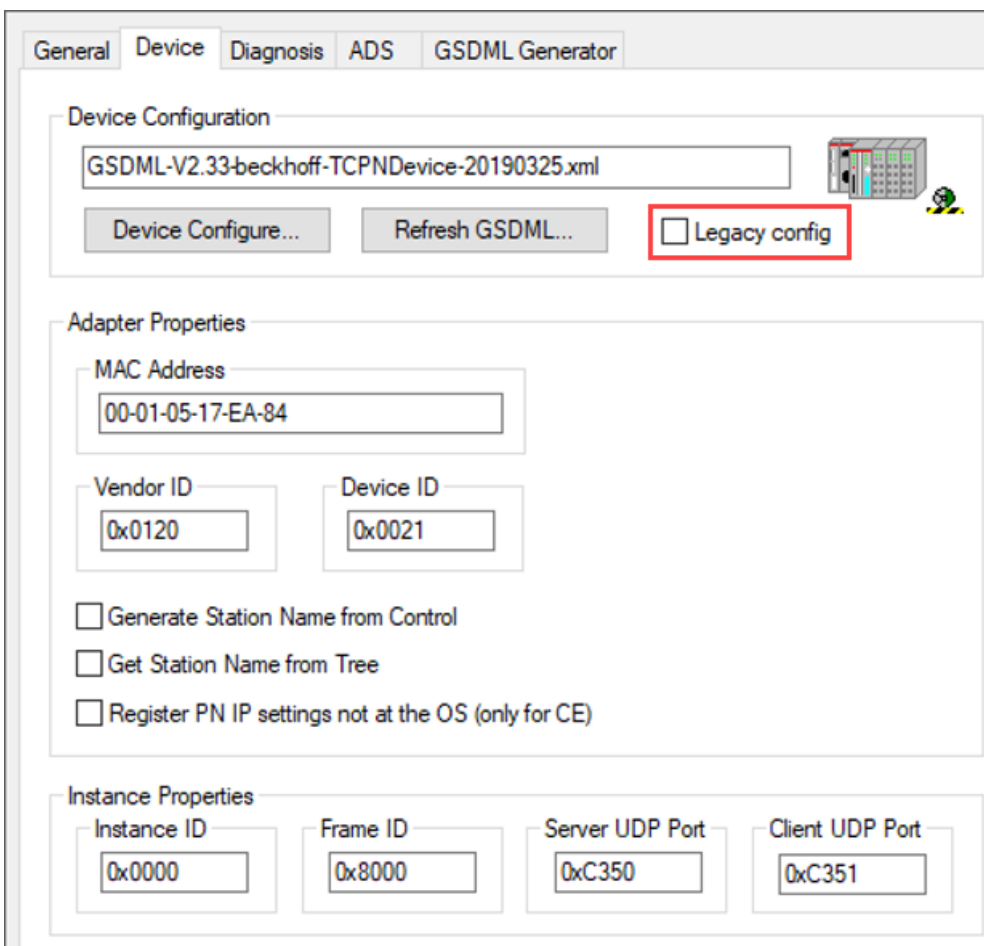 General Device Diagnosis ADS GSDML Generator
Device Configuration
GSDML-V2.33-beckhoff-TCPNDevice-20190325.xml
Device Configure... Refresh GSDML... Legacy config
Adapter Properties
MAC Address
00-01-05-17-EA-84
Vendor ID Device ID
0x0120 0x0021
Generate Station Name from Control
Get Station Name from Tree
Register PN IP settings not at the OS (only for CE)
Instance Properties
Instance ID Frame ID Server UDP Port Client UDP Port
0x0000 0x8000 0xC350 0xC351